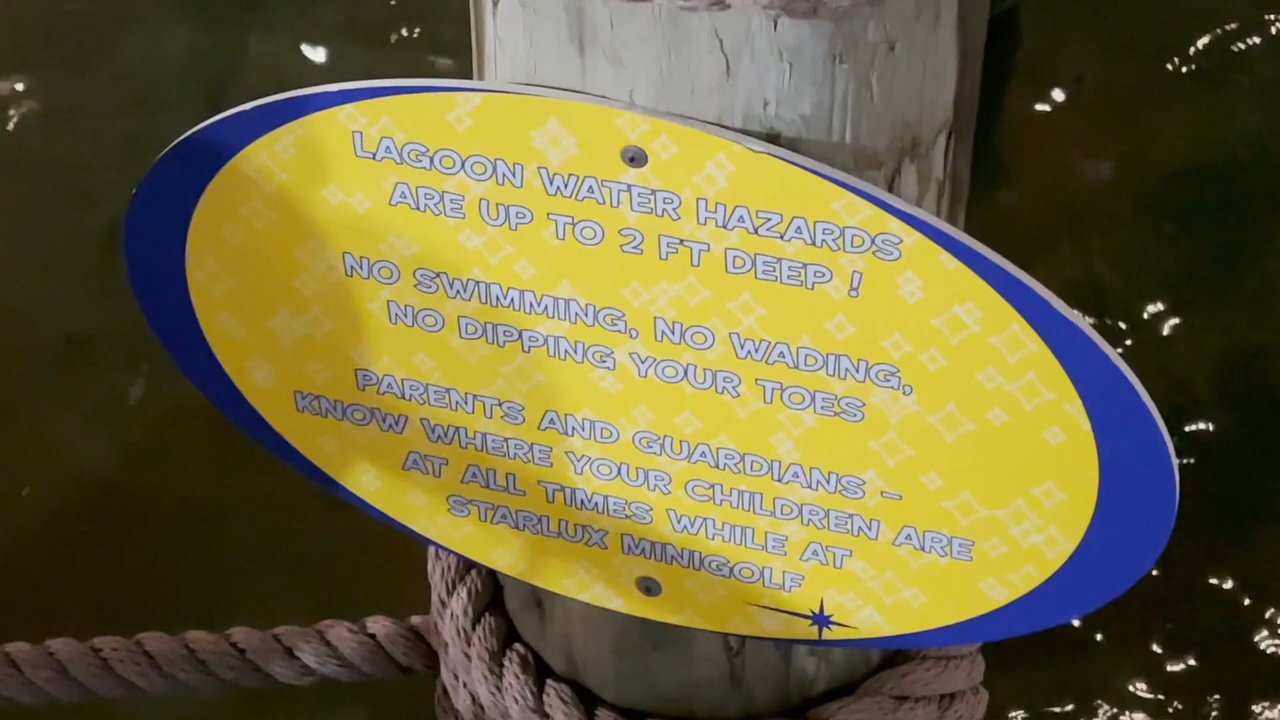 LAGOON WATER HAZARDS
ARE UP TO 2 FT DEEP !
NO SWIMMING, NO WADING,
NO DIPPING YOUR TOES
PARENTS AND GUARDIANS –
KNOW WHERE YOUR CHILDREN ARE
AT ALL TIMES WHILE AT
STARLUX MINIGOLF